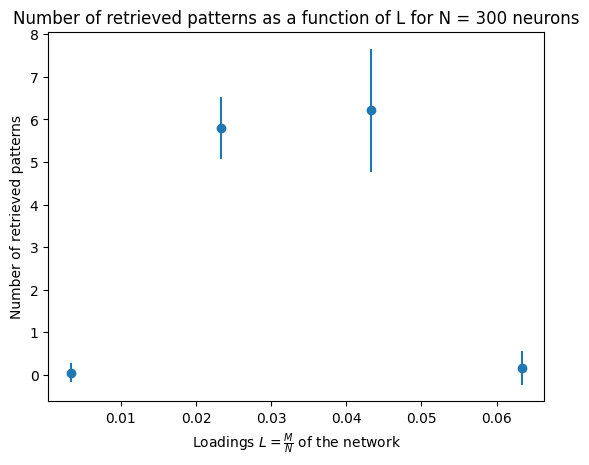 Number of retrieved patterns as a function of L for N = 300 neurons
Number of retrieved patterns
8
7
6
5
4
3
2
1
0
0.01 0.02 0.03 0.04 0.05 0.06
Loadings $L = \frac{M}{N}$ of the network